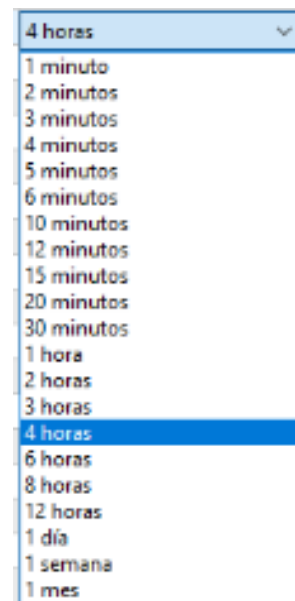 4 horas
1 minuto
2 minutos
3 minutos
4 minutos
5 minutos
6 minutos
10 minutos
12 minutos
15 minutos
20 minutos
30 minutos
1 hora
2 horas
3 horas
4 horas
6 horas
8 horas
12 horas
1 día
1 semana
1 mes